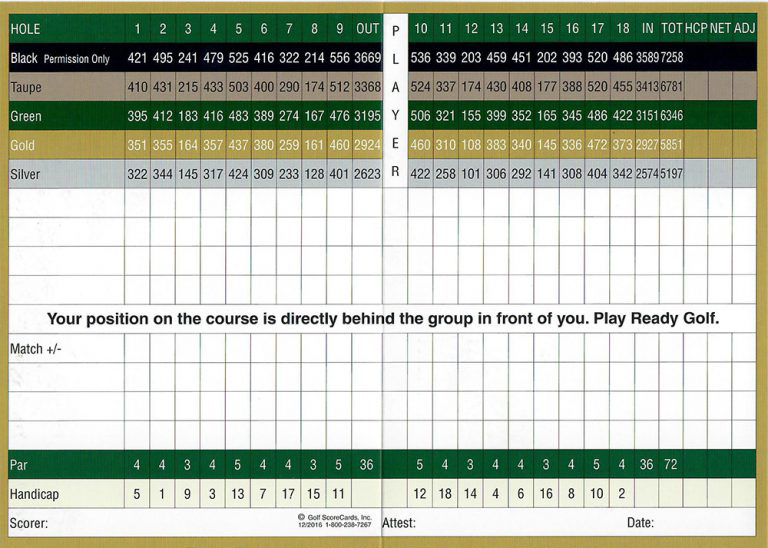 HOLE 1 2 3 4 5 6 7 8 9 OUT PLAYER 10 11 12 13 14 15 16 17 18 IN TOT HCP NET ADJ
Black Permission Only 421 495 241 479 525 416 322 214 556 3669 536 339 203 459 451 202 393 520 486 3589 7258
Taupe 410 431 215 433 503 400 290 174 512 3368 524 337 174 430 408 177 388 520 455 3413 6781
Green 395 412 183 416 483 389 274 167 476 3195 506 321 155 399 352 165 345 486 422 3151 6346
Gold 351 355 164 357 437 380 259 161 460 2924 460 310 108 383 340 145 336 472 373 2927 5851
Silver 322 344 145 317 424 309 233 128 401 2623 422 258 101 306 292 141 308 404 342 2574 5197
Your position on the course is directly behind the group in front of you. Play Ready Golf.
Match +/-
Par 4 4 3 4 5 4 4 3 5 36 5 4 3 4 4 3 4 5 4 36 72
Handicap 5 1 9 3 13 7 17 15 11 12 18 14 4 6 16 8 10 2
Scorer: © Golf ScoreCards, Inc. Attest: Date:
12/2016 1-800-238-7267